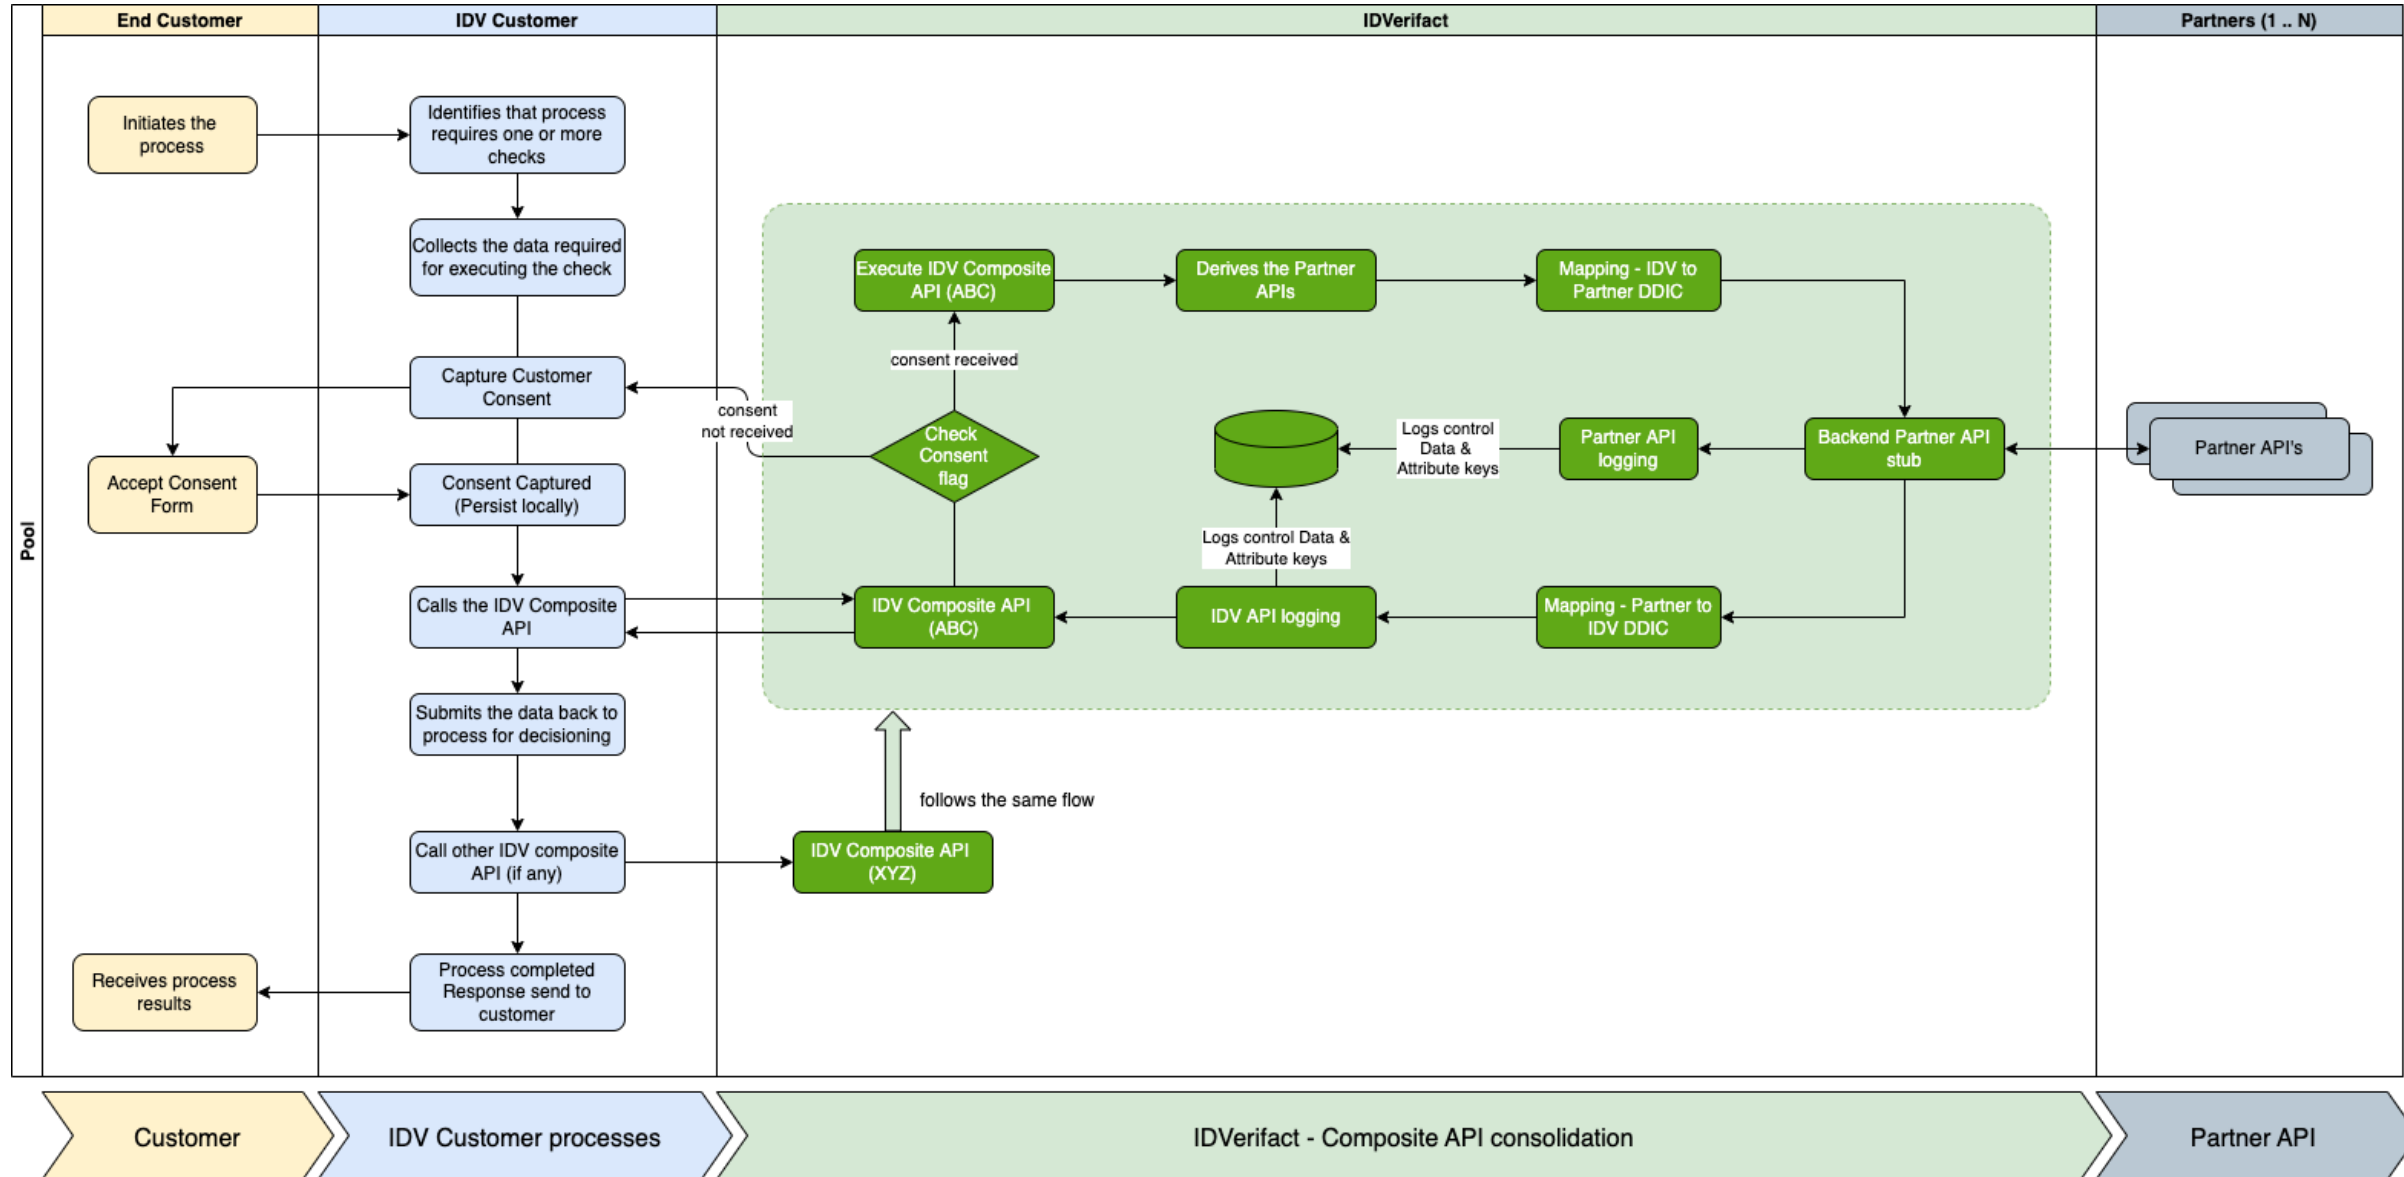 End Customer
IDV Customer
IDVerifact
Partners (1 .. N)
Pool
Initiates the
process
Identifies that process
requires one or more
checks
Collects the data required
for executing the check
Execute IDV Composite
API (ABC)
Derives the Partner
APIs
Mapping - IDV to
Partner DDIC
consent received
Capture Customer
Consent
consent
not received
Check
Consent
flag
Logs control
Data &
Attribute keys
Partner API
logging
Backend Partner API
stub
Partner API's
Accept Consent
Form
Consent Captured
(Persist locally)
Logs control Data &
Attribute keys
Calls the IDV Composite
API
IDV Composite API
(ABC)
IDV API logging
Mapping - Partner to
IDV DDIC
Submits the data back to
process for decisioning
follows the same flow
Call other IDV composite
API (if any)
IDV Composite API
(XYZ)
Receives process
results
Process completed
Response send to
customer
Customer
IDV Customer processes
IDVerifact - Composite API consolidation
Partner API